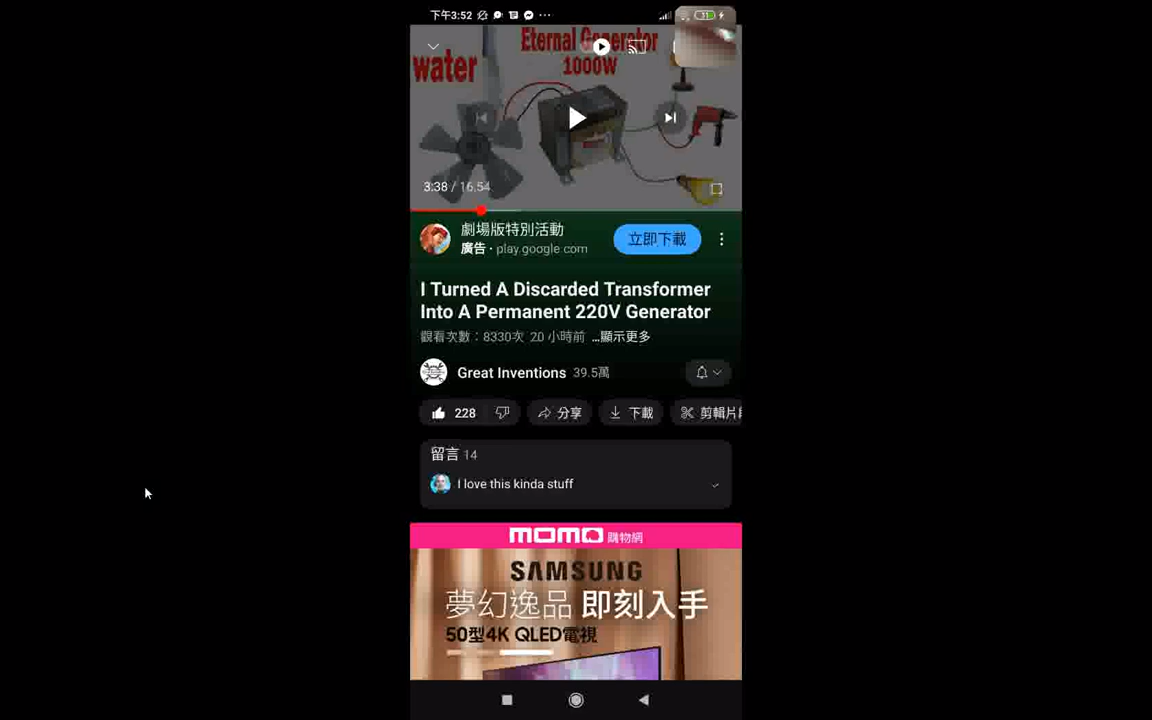 下午3:52
51
Eternal Generator
1000W
water
3:38 / 16:54
劇場版特別活動
廣告 · play.google.com
立即下載
I Turned A Discarded Transformer
Into A Permanent 220V Generator
觀看次數：8330次 20 小時前 ...顯示更多
Great Inventions 39.5萬
228
分享
下載
剪輯片段
留言 14
I love this kinda stuff
momo 購物網
SAMSUNG
夢幻逸品 即刻入手
50型4K QLED電視